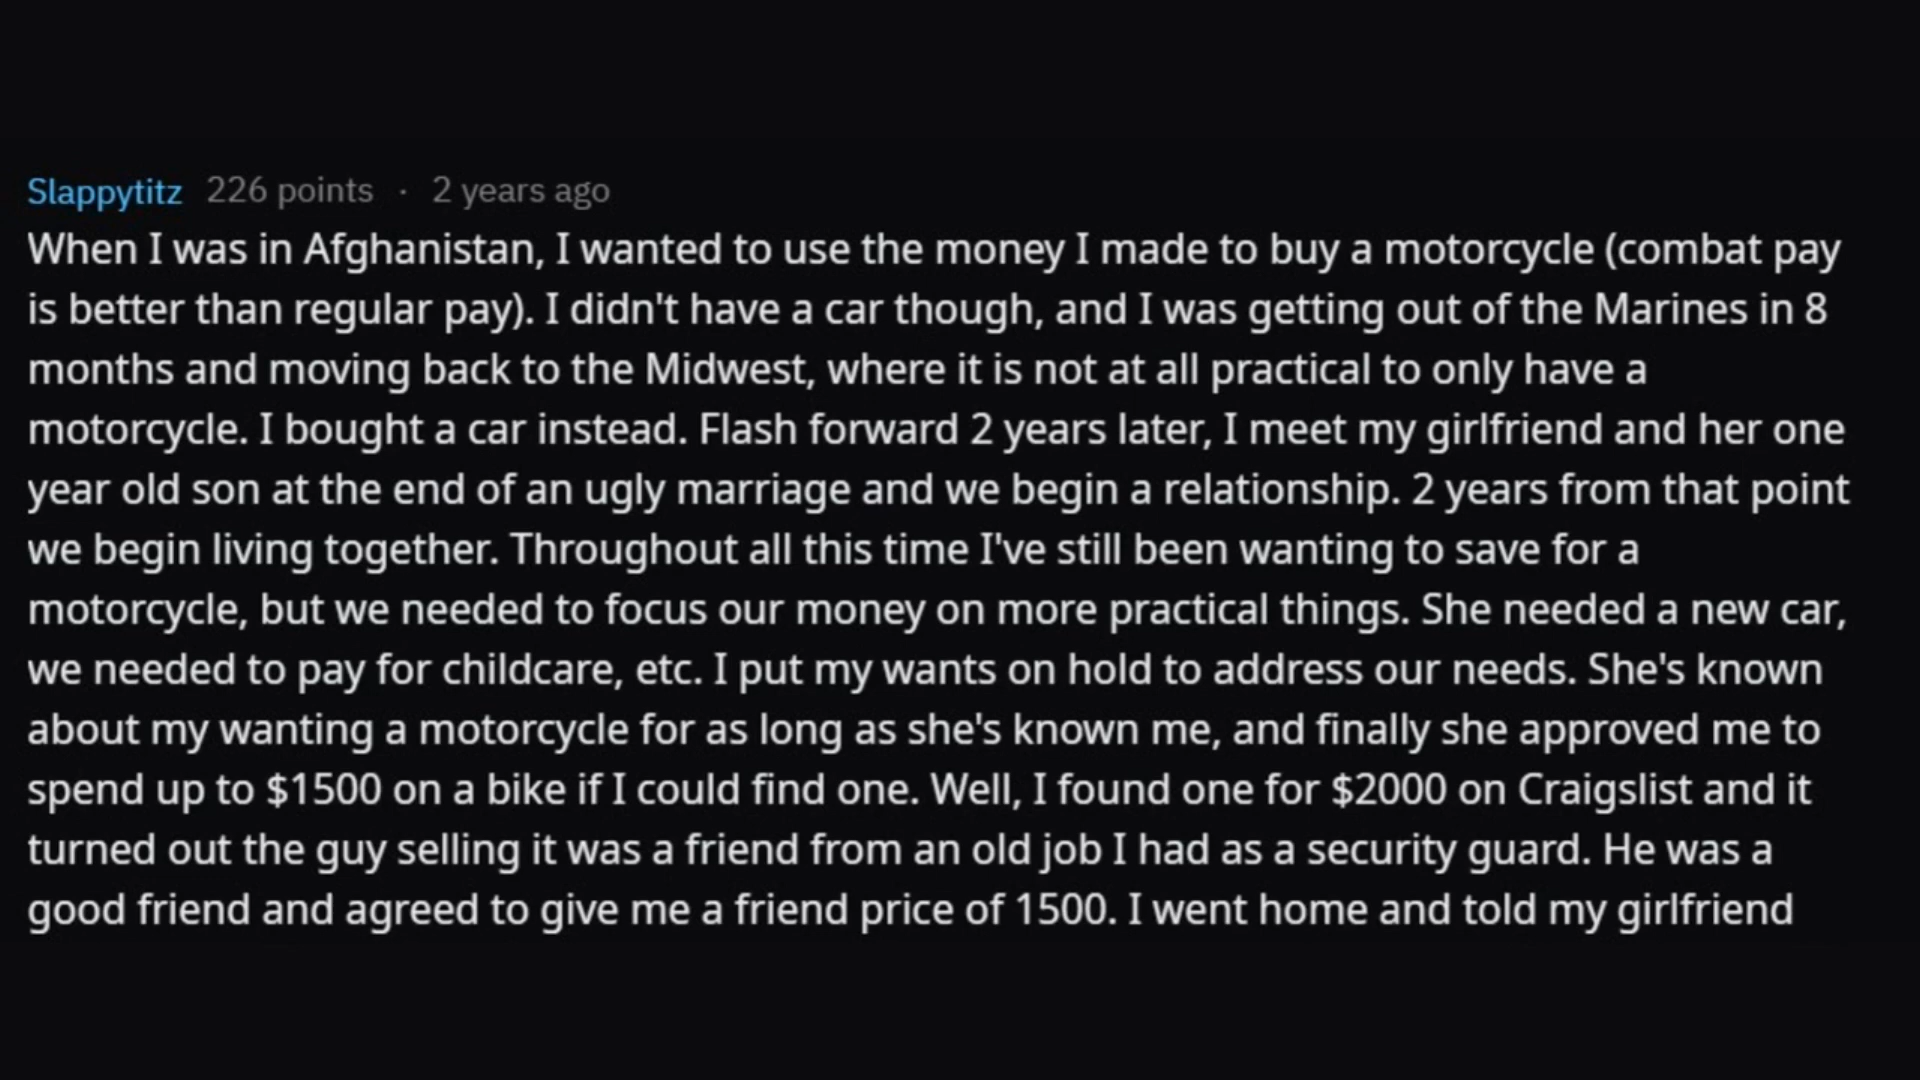 Slappytitz 226 points · 2 years ago
When I was in Afghanistan, I wanted to use the money I made to buy a motorcycle (combat pay
is better than regular pay). I didn't have a car though, and I was getting out of the Marines in 8
months and moving back to the Midwest, where it is not at all practical to only have a
motorcycle. I bought a car instead. Flash forward 2 years later, I meet my girlfriend and her one
year old son at the end of an ugly marriage and we begin a relationship. 2 years from that point
we begin living together. Throughout all this time I've still been wanting to save for a
motorcycle, but we needed to focus our money on more practical things. She needed a new car,
we needed to pay for childcare, etc. I put my wants on hold to address our needs. She's known
about my wanting a motorcycle for as long as she's known me, and finally she approved me to
spend up to $1500 on a bike if I could find one. Well, I found one for $2000 on Craigslist and it
turned out the guy selling it was a friend from an old job I had as a security guard. He was a
good friend and agreed to give me a friend price of 1500. I went home and told my girlfriend